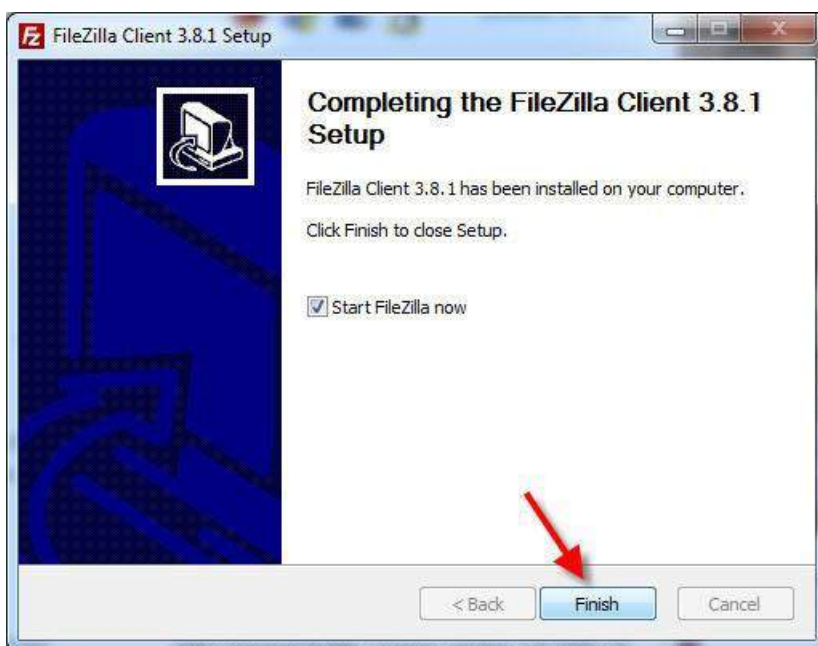 FileZilla Client 3.8.1 Setup
Completing the FileZilla Client 3.8.1
Setup
FileZilla Client 3.8.1 has been installed on your computer.
Click Finish to close Setup.
Start FileZilla now
< Back Finish Cancel